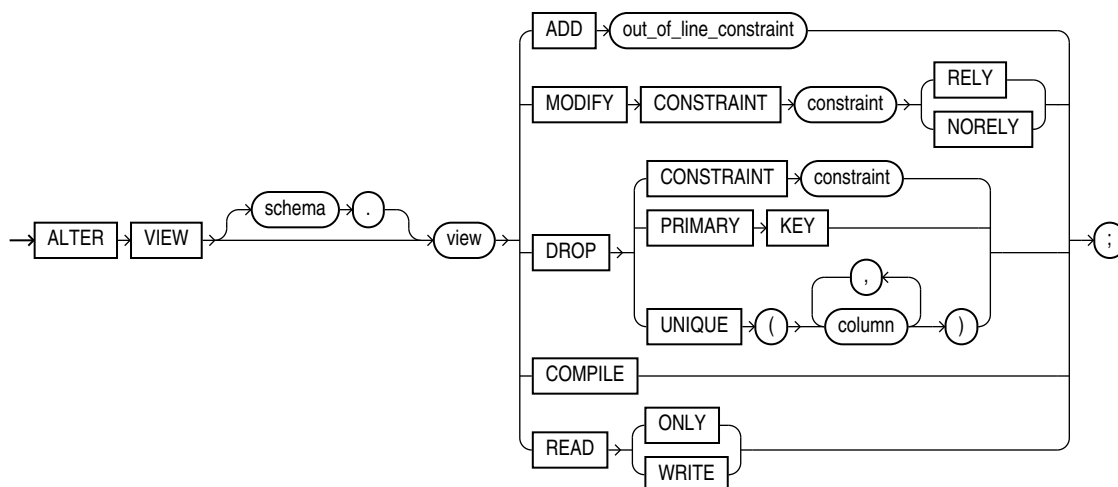 ADD out_of_line_constraint
MODIFY CONSTRAINT constraint RELY
NORELY
ALTER VIEW schema . view
DROP CONSTRAINT constraint
PRIMARY KEY
UNIQUE ( column , )
COMPILE
READ ONLY
WRITE
;